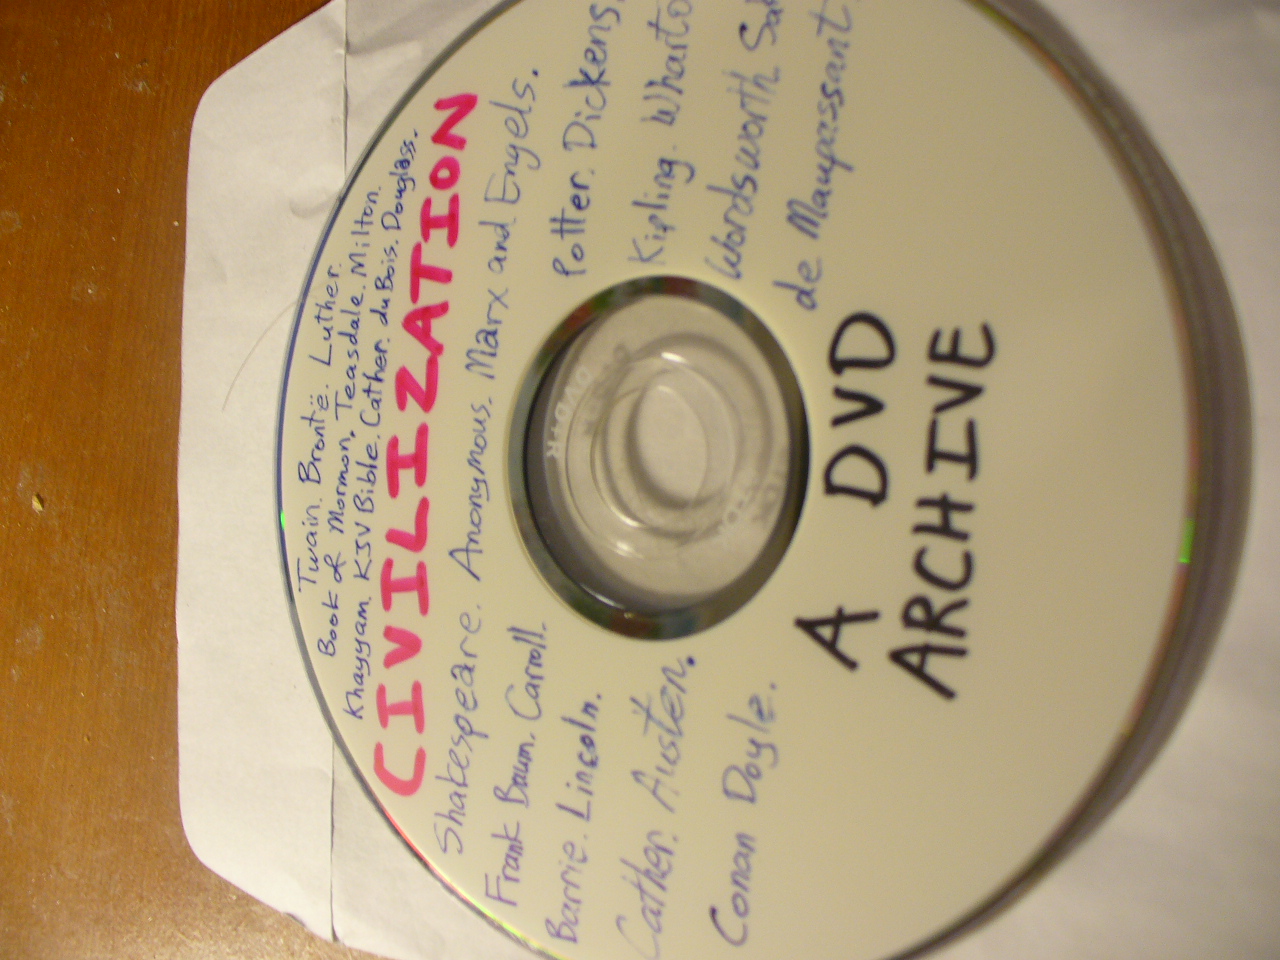 Twain. Brontë. Luther.
Book of Mormon. Teasdale. Milton.
Khayyam. KJV Bible. Cather. du Bois. Douglass.
CIVILIZATION
Shakespeare. Anonymous. Marx and Engels.
Frank Baum. Carroll.
Potter. Dickens.
Barrie. Lincoln.
Kipling. Wharto
Cather. Austen.
Wordsworth
Conan Doyle.
de Maupassant.
A DVD
ARCHIVE